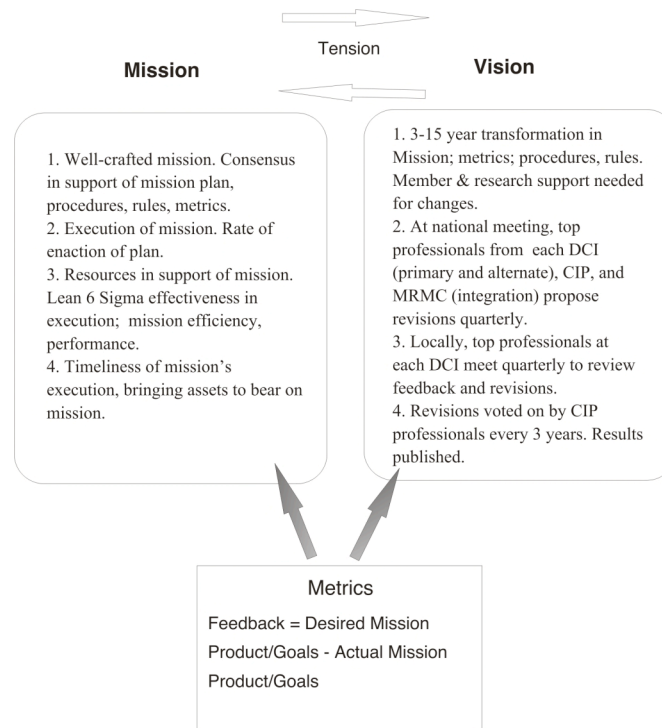 Tension
Mission
Vision
1. Well-crafted mission. Consensus
in support of mission plan,
procedures, rules, metrics.
2. Execution of mission. Rate of
enaction of plan.
3. Resources in support of mission.
Lean 6 Sigma effectiveness in
execution; mission efficiency,
performance.
4. Timeliness of mission's
execution, bringing assets to bear on
mission.
1. 3-15 year transformation in
Mission; metrics; procedures, rules.
Member & research support needed
for changes.
2. At national meeting, top
professionals from each DCI
(primary and alternate), CIP, and
MRMC (integration) propose
revisions quarterly.
3. Locally, top professionals at
each DCI meet quarterly to review
feedback and revisions.
4. Revisions voted on by CIP
professionals every 3 years. Results
published.
Metrics
Feedback = Desired Mission
Product/Goals - Actual Mission
Product/Goals